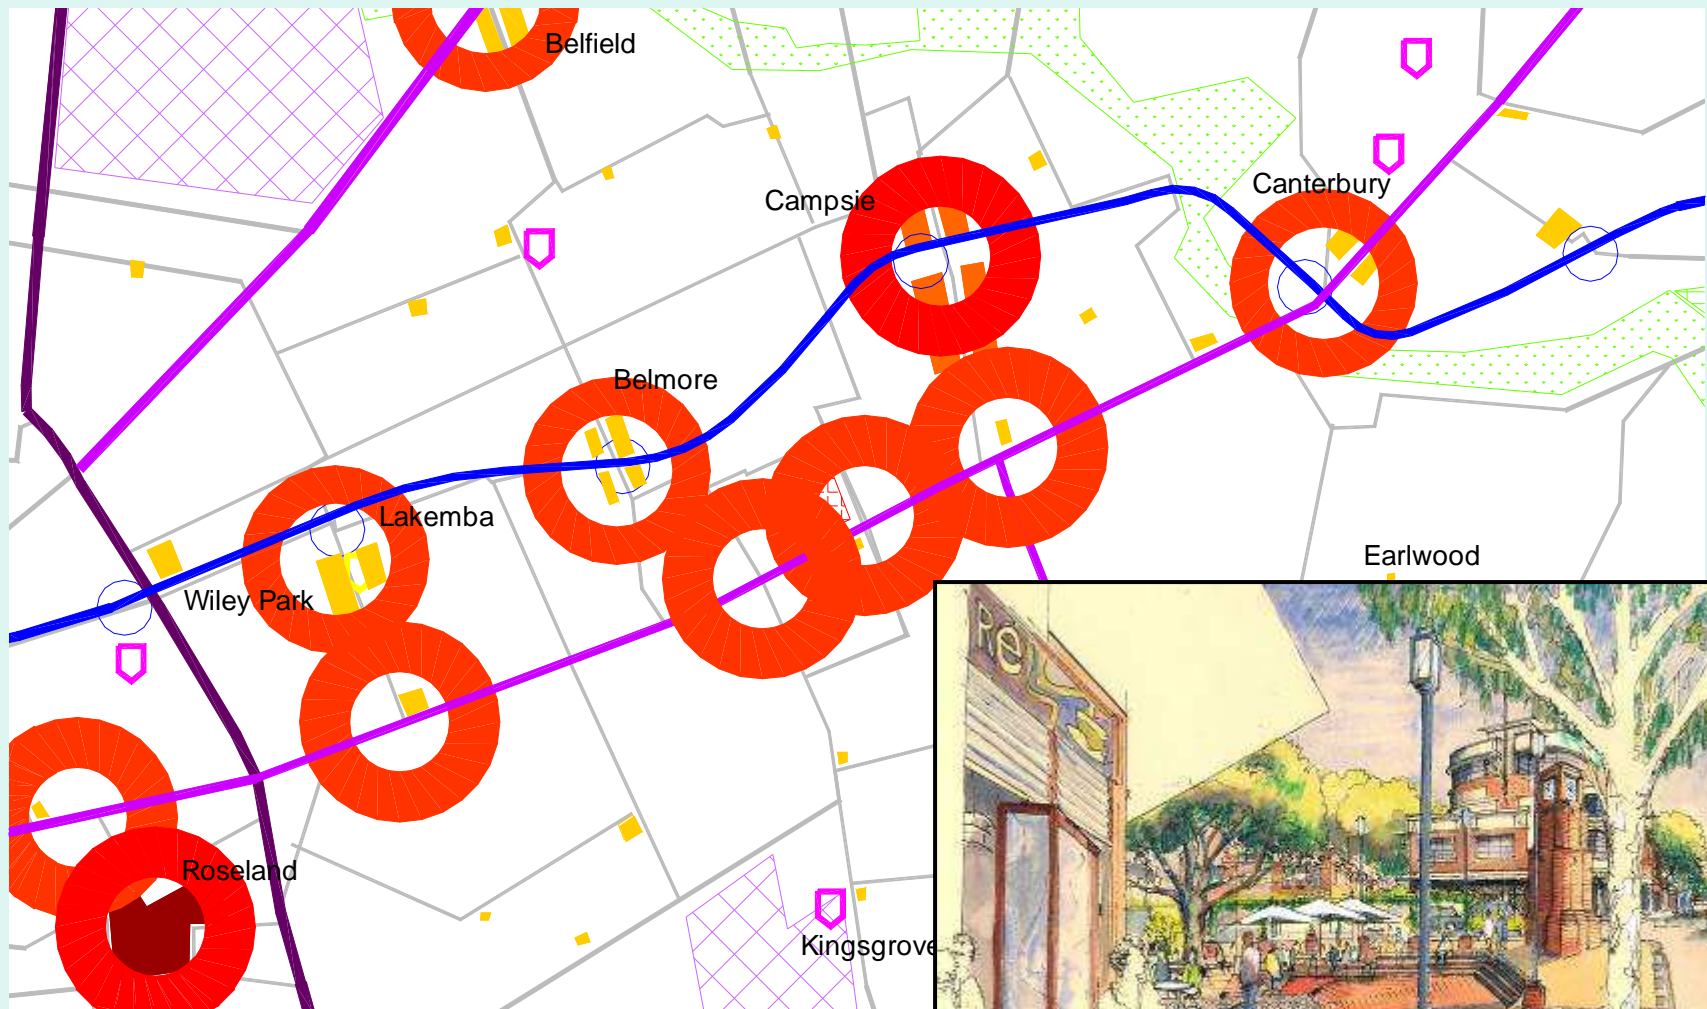 Belfield
Canterbury
Campsie
Belmore
Lakemba
Earlwood
Wiley Park
Roseland
Kingsgrove